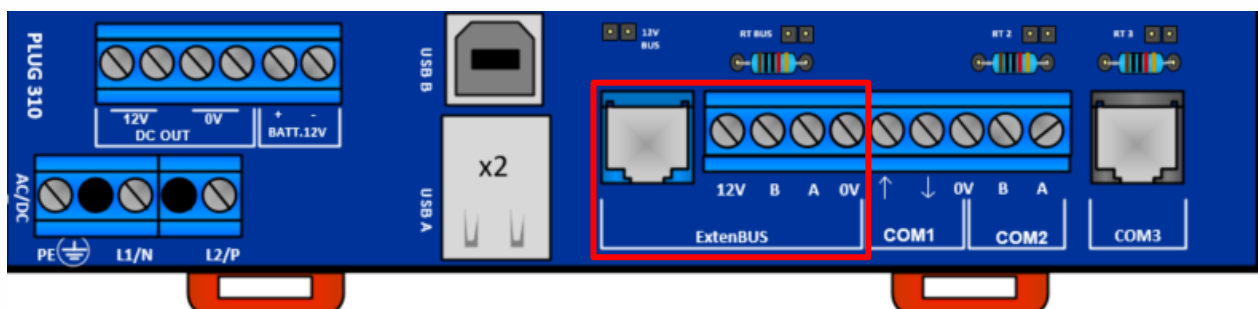 PLUG 310
12V
0V
+ -
DC OUT
BATT.12V
AC/DC
PE
L1/N
L2/P
USB B
x2
USB A
12V
BUS
RT BUS
RT 2
RT 3
12V B A 0V ↑ ↓ 0V B A
ExtenBUS
COM1
COM2
COM3